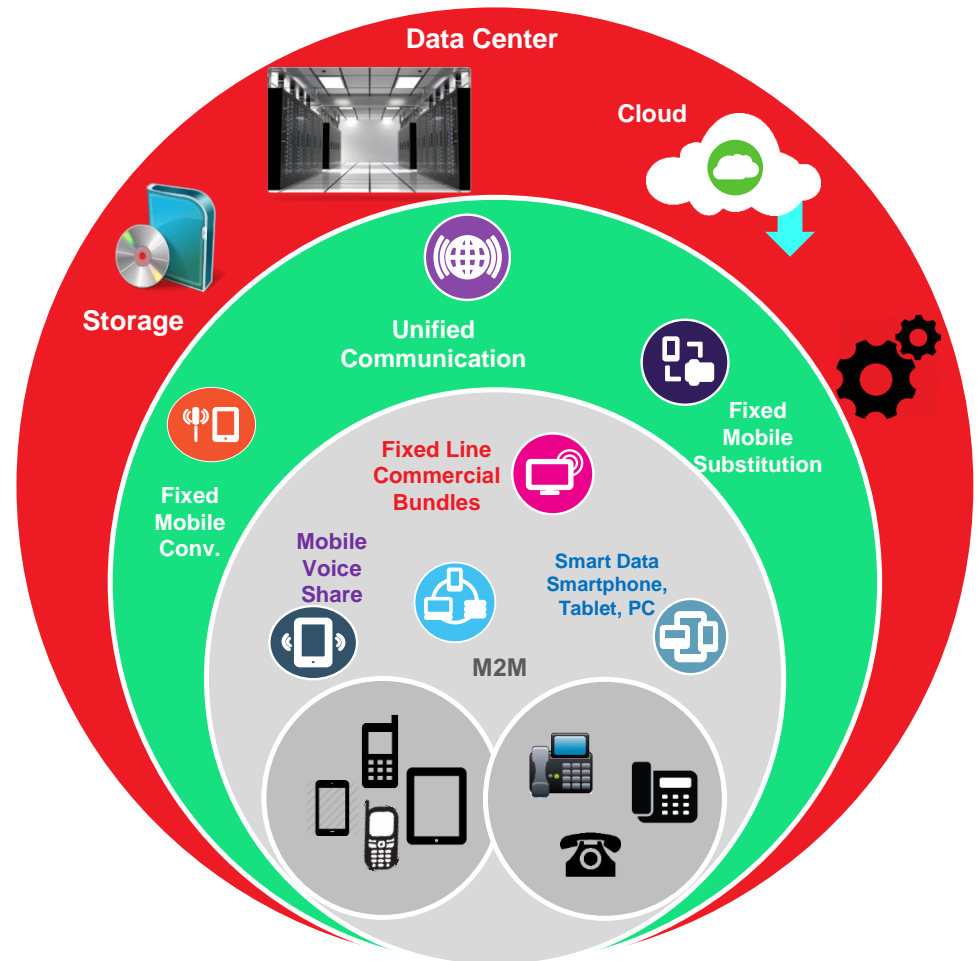 Data Center
Cloud
Storage
Unified
Communication
Fixed
Mobile
Substitution
Fixed
Mobile
Conv.
Fixed Line
Commercial
Bundles
Mobile
Voice
Share
Smart Data
Smartphone,
Tablet, PC
M2M